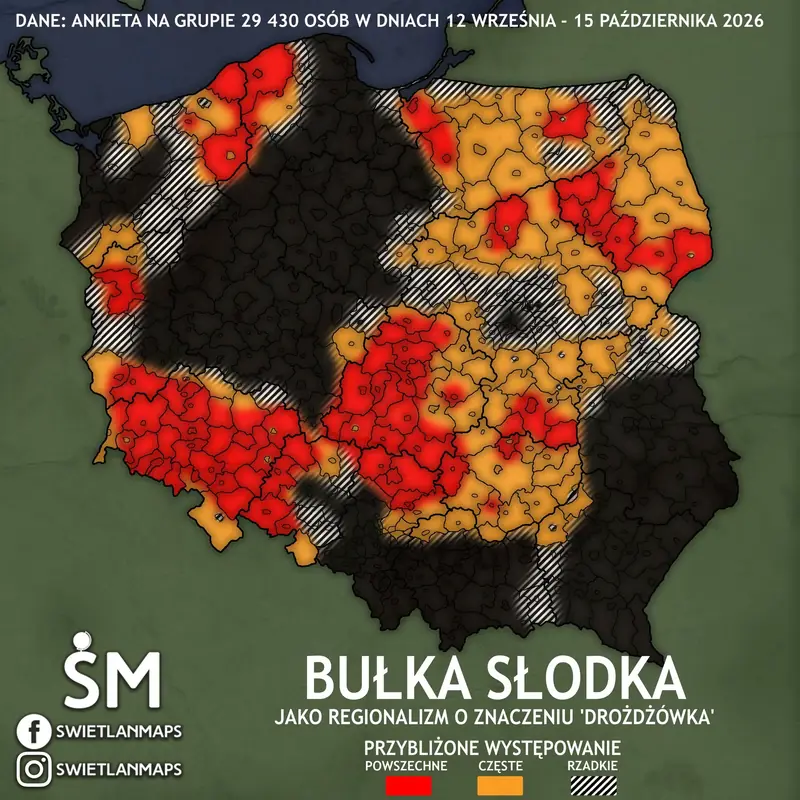 DANE: ANKIETA NA GRUPIE 29 430 OSÓB W DNIACH 12 WRZEŚNIA - 15 PAŹDZIERNIKA 2026
ŚM
SWIETLANMAPS
SWIETLANMAPS
BUŁKA SŁODKA
JAKO REGIONALIZM O ZNACZENIU 'DROŻDŻÓWKA'
PRZYBLIŻONE WYSTĘPOWANIE
POWSZECHNE CZĘSTE RZADKIE